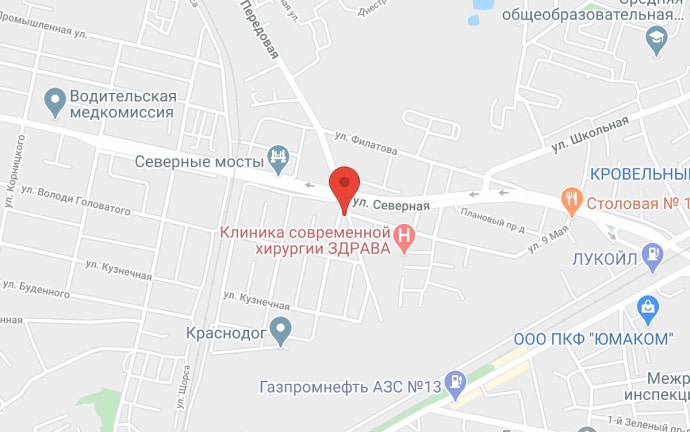 Промышленная ул.
Передовая
Днестр
Средняя
общеобразовательная...
Водительская
медкомиссия
ул. Филатова
ул. Школьная
Северные мосты
ул. Корницкого
ул. Володи Головатого
ул. Северная
КРОВЕЛЬНЫ
Столовая № 1
Плановый пр-д
ул. 9 Мая
Клиника современной
хирургии ЗДРАВА
H
ЛУКОЙЛ
ул. Кузнечная
ул. Буденного
ул. Кузнечная
нная
Краснодог
ООО ПКФ "ЮМАКОМ"
ул. Щорса
Газпромнефть АЗС №13
Межр
инспекци
1-й Зеленый пр-